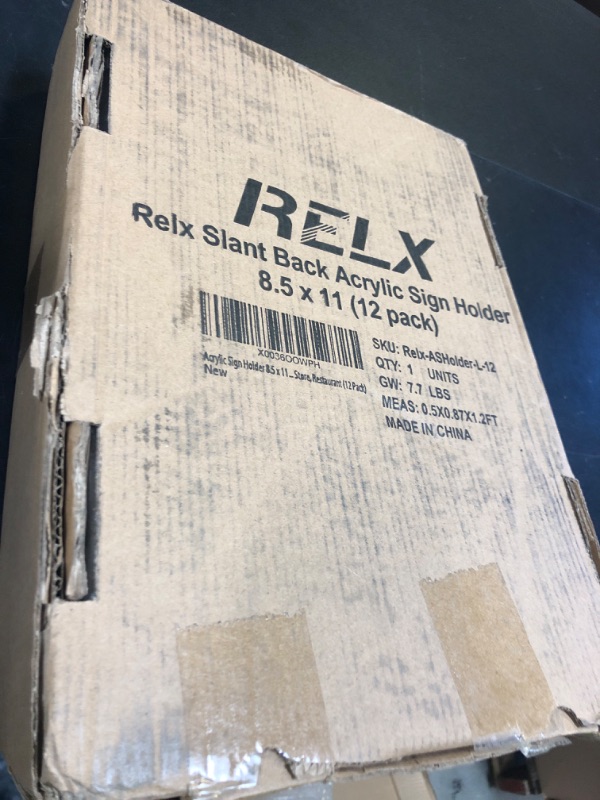 RELX
Relx Slant Back Acrylic Sign Holder
8.5 x 11 (12 pack)
X0036OOWPH
Acrylic Sign Holder 8.5 x 11 ... Store, Restaurant (12 Pack)
New
SKU: Relx-ASHolder-L-12
QTY: 1 UNITS
GW: 7.7 LBS
MEAS: 0.5X0.87X1.2FT
MADE IN CHINA